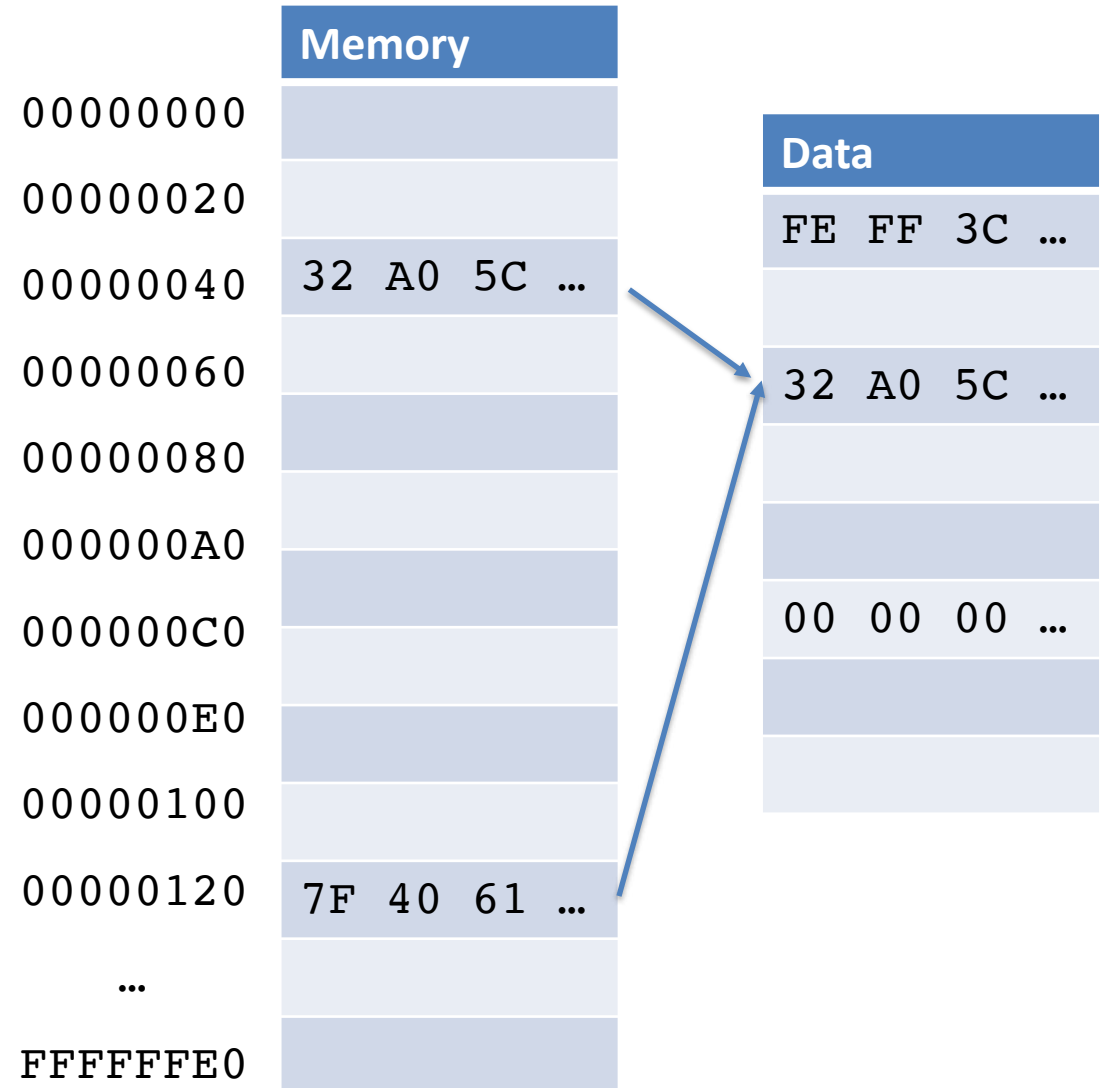 Memory
00000000
00000020
00000040 32 A0 5C …
00000060
00000080
000000A0
000000C0
000000E0
00000100
00000120 7F 40 61 …
…
FFFFFFE0
Data
FE FF 3C …
32 A0 5C …
00 00 00 …